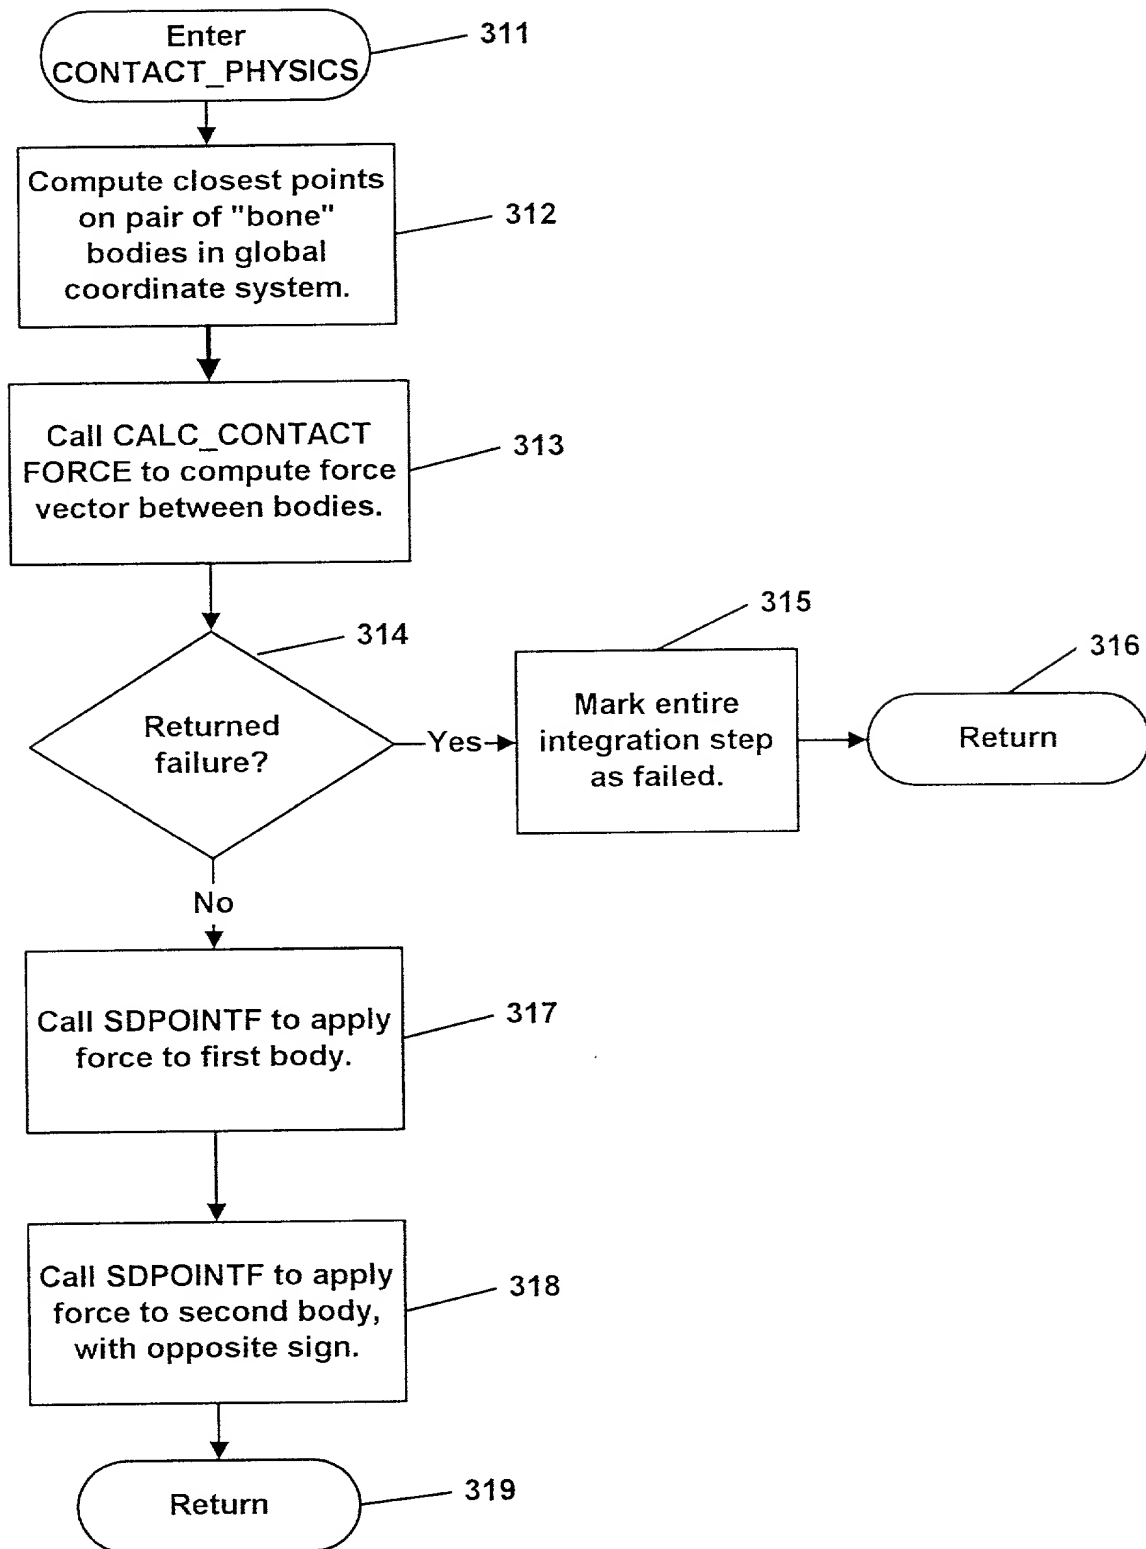 Enter
CONTACT_PHYSICS
311
Compute closest points
on pair of "bone"
bodies in global
coordinate system.
312
Call CALC_CONTACT
FORCE to compute force
vector between bodies.
313
314
Returned
failure?
Yes
315
Mark entire
integration step
as failed.
316
Return
No
Call SDPOINTF to apply
force to first body.
317
Call SDPOINTF to apply
force to second body,
with opposite sign.
318
Return
319